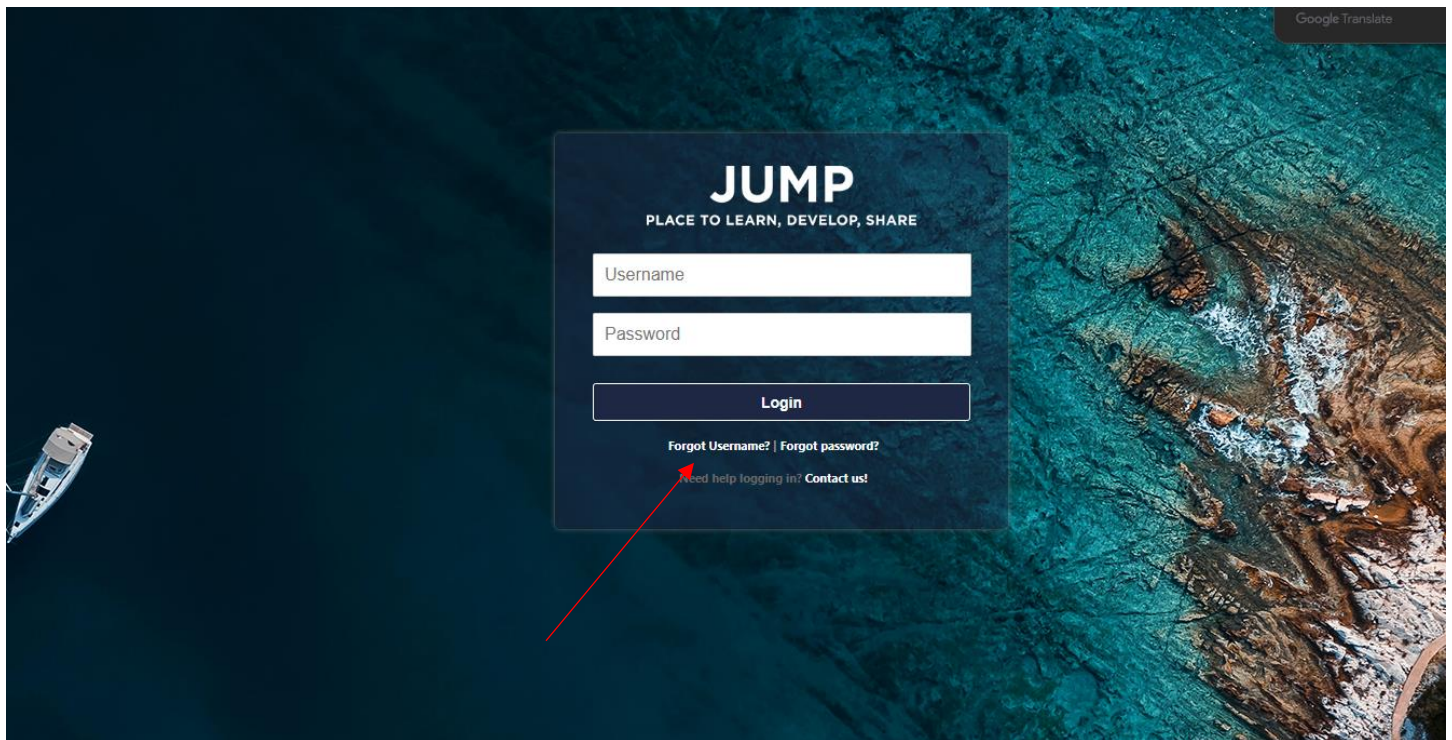 Google Translate
JUMP
PLACE TO LEARN, DEVELOP, SHARE
Username
Password
Login
Forgot Username? | Forgot password?
Need help logging in? Contact us!